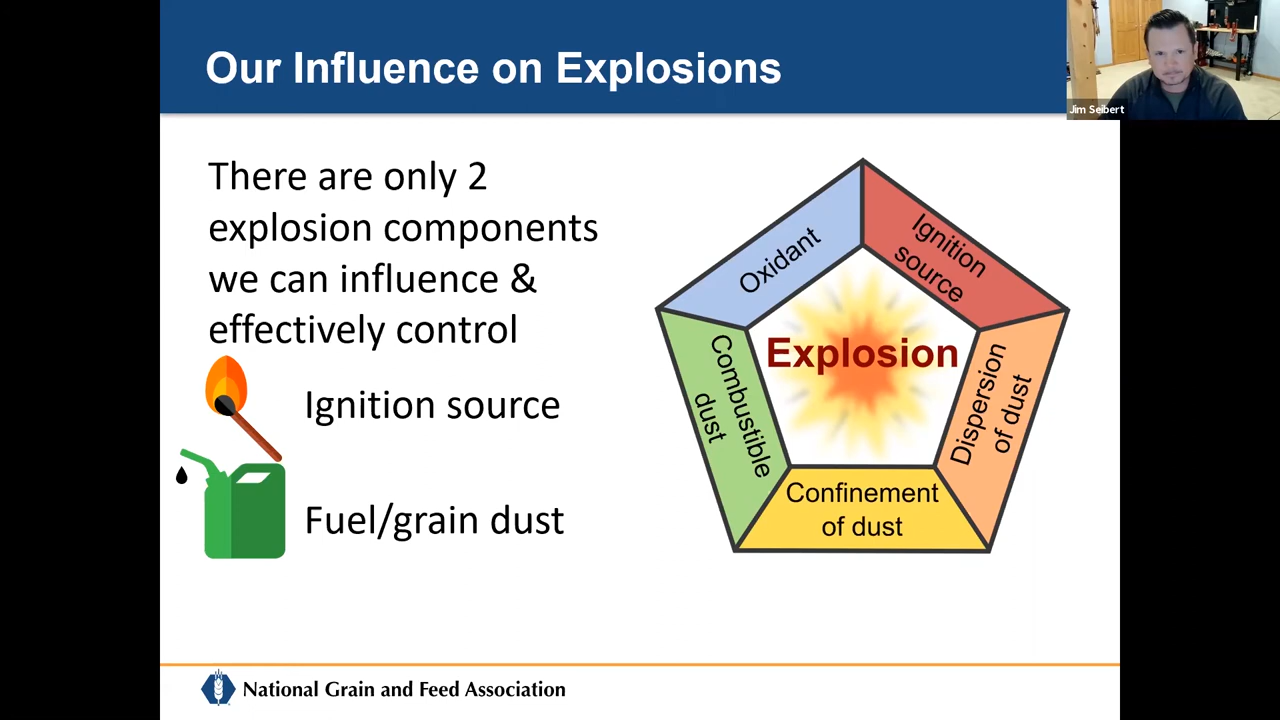 Our Influence on Explosions
Jim Seibert
There are only 2
explosion components
we can influence &
effectively control
Ignition source
Fuel/grain dust
Oxidant
Ignition
source
Combustible
dust
Explosion
Dispersion
of dust
Confinement
of dust
National Grain and Feed Association